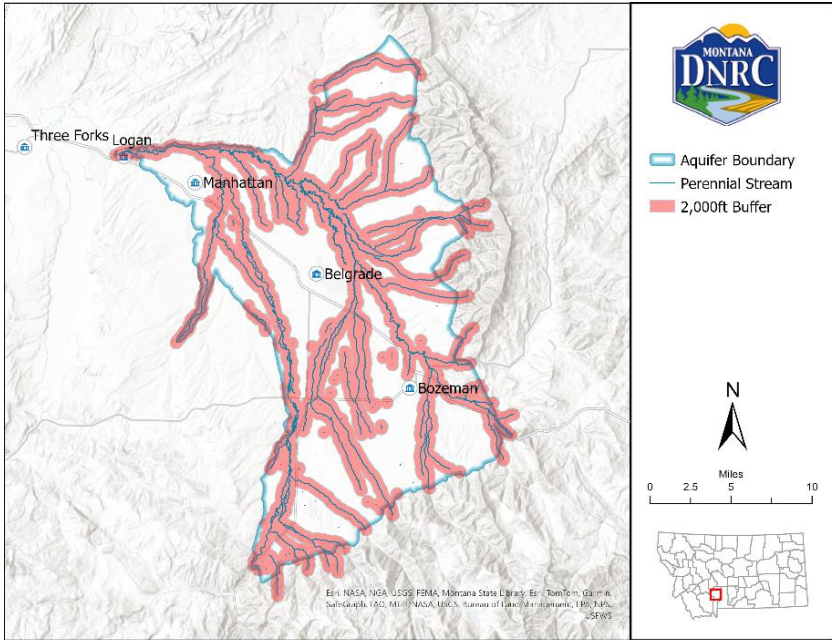 Three Forks
Logan
Manhattan
Belgrade
Bozeman
Esri, NASA, NGA, USGS, FEMA, Montana State Library, Esri, TomTom, Garmin,
SafeGraph, FAO, METI/NASA, USGS, Bureau of Land Management, EPA, NPS,
USFWS
MONTANA
DNRC
Aquifer Boundary
Perennial Stream
2,000ft Buffer
N
Miles
0 2.5 5 10